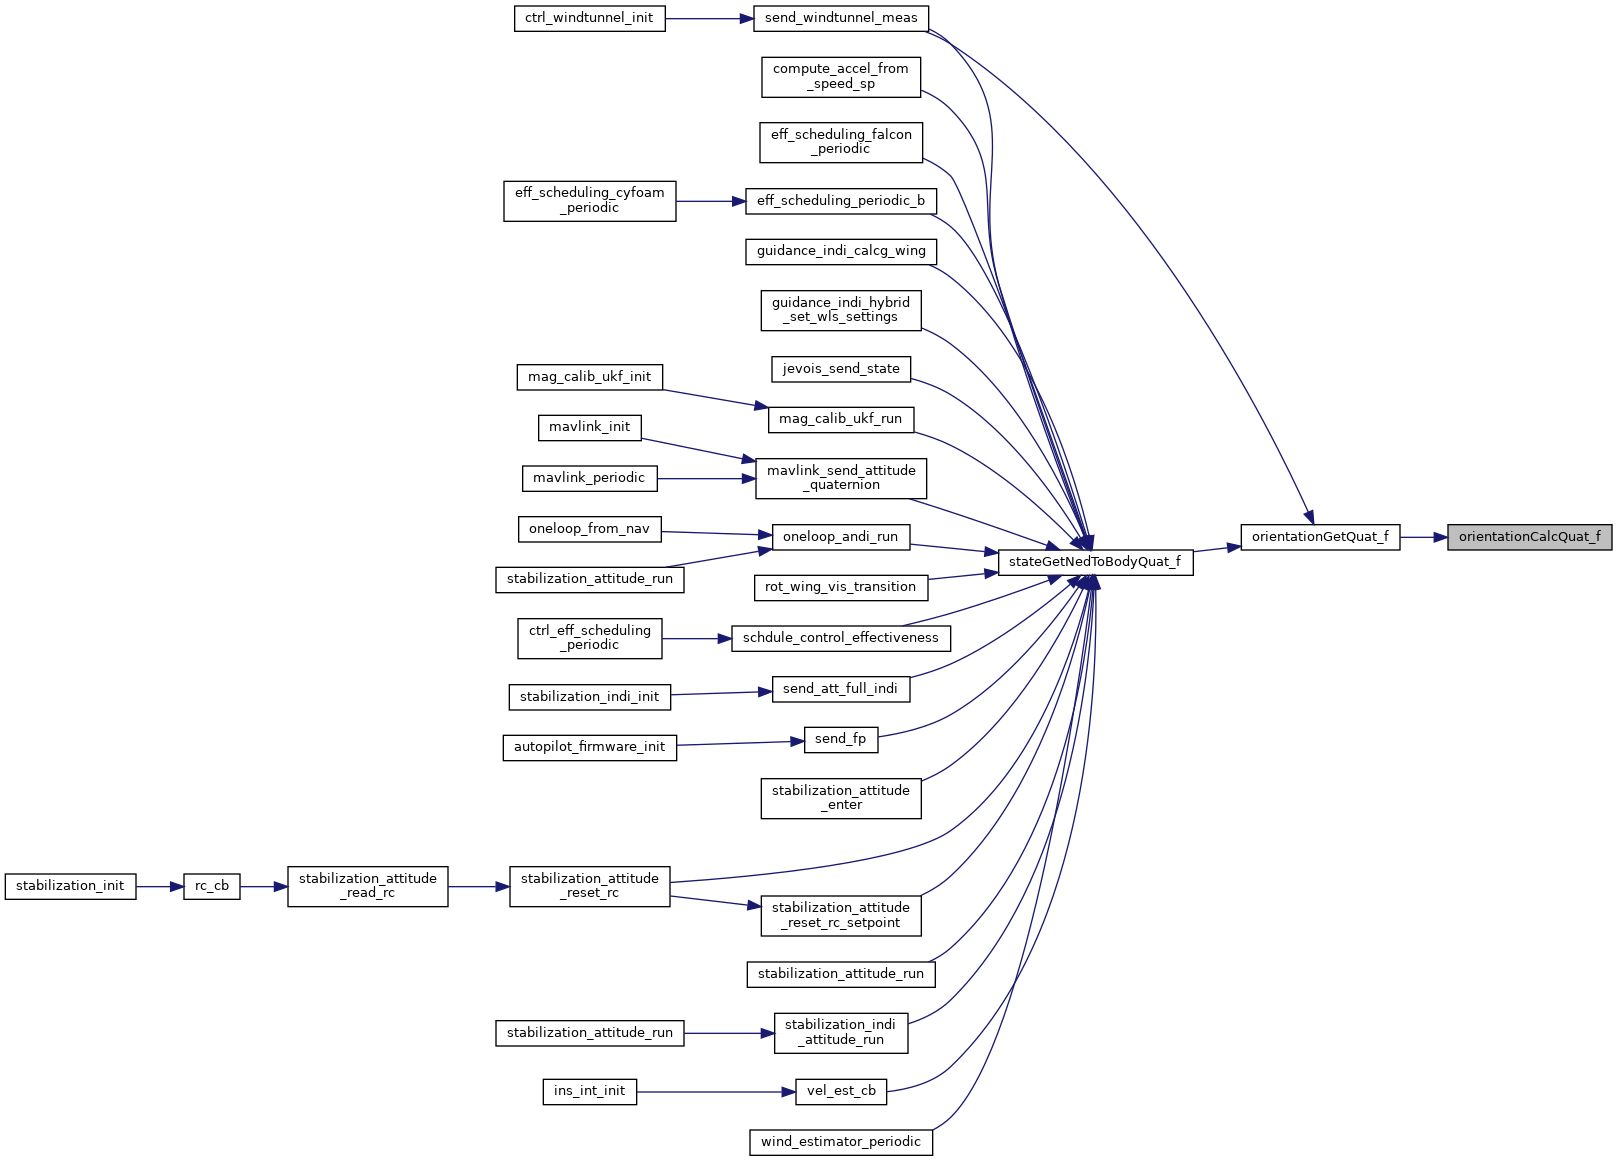 ctrl_windtunnel_init
send_windtunnel_meas
compute_accel_from
_speed_sp
eff_scheduling_falcon
_periodic
eff_scheduling_cyfoam
_periodic
eff_scheduling_periodic_b
guidance_indi_calcg_wing
guidance_indi_hybrid
_set_wls_settings
jevois_send_state
mag_calib_ukf_init
mag_calib_ukf_run
mavlink_init
mavlink_send_attitude
_quaternion
mavlink_periodic
oneloop_from_nav
oneloop_andi_run
orientationGetQuat_f
orientationCalcQuat_f
stateGetNedToBodyQuat_f
stabilization_attitude_run
rot_wing_vis_transition
ctrl_eff_scheduling
_periodic
schdule_control_effectiveness
stabilization_indi_init
send_att_full_indi
autopilot_firmware_init
send_fp
stabilization_attitude
_enter
stabilization_init
rc_cb
stabilization_attitude
_read_rc
stabilization_attitude
_reset_rc
stabilization_attitude
_reset_rc_setpoint
stabilization_attitude_run
stabilization_attitude_run
stabilization_indi
_attitude_run
ins_int_init
vel_est_cb
wind_estimator_periodic